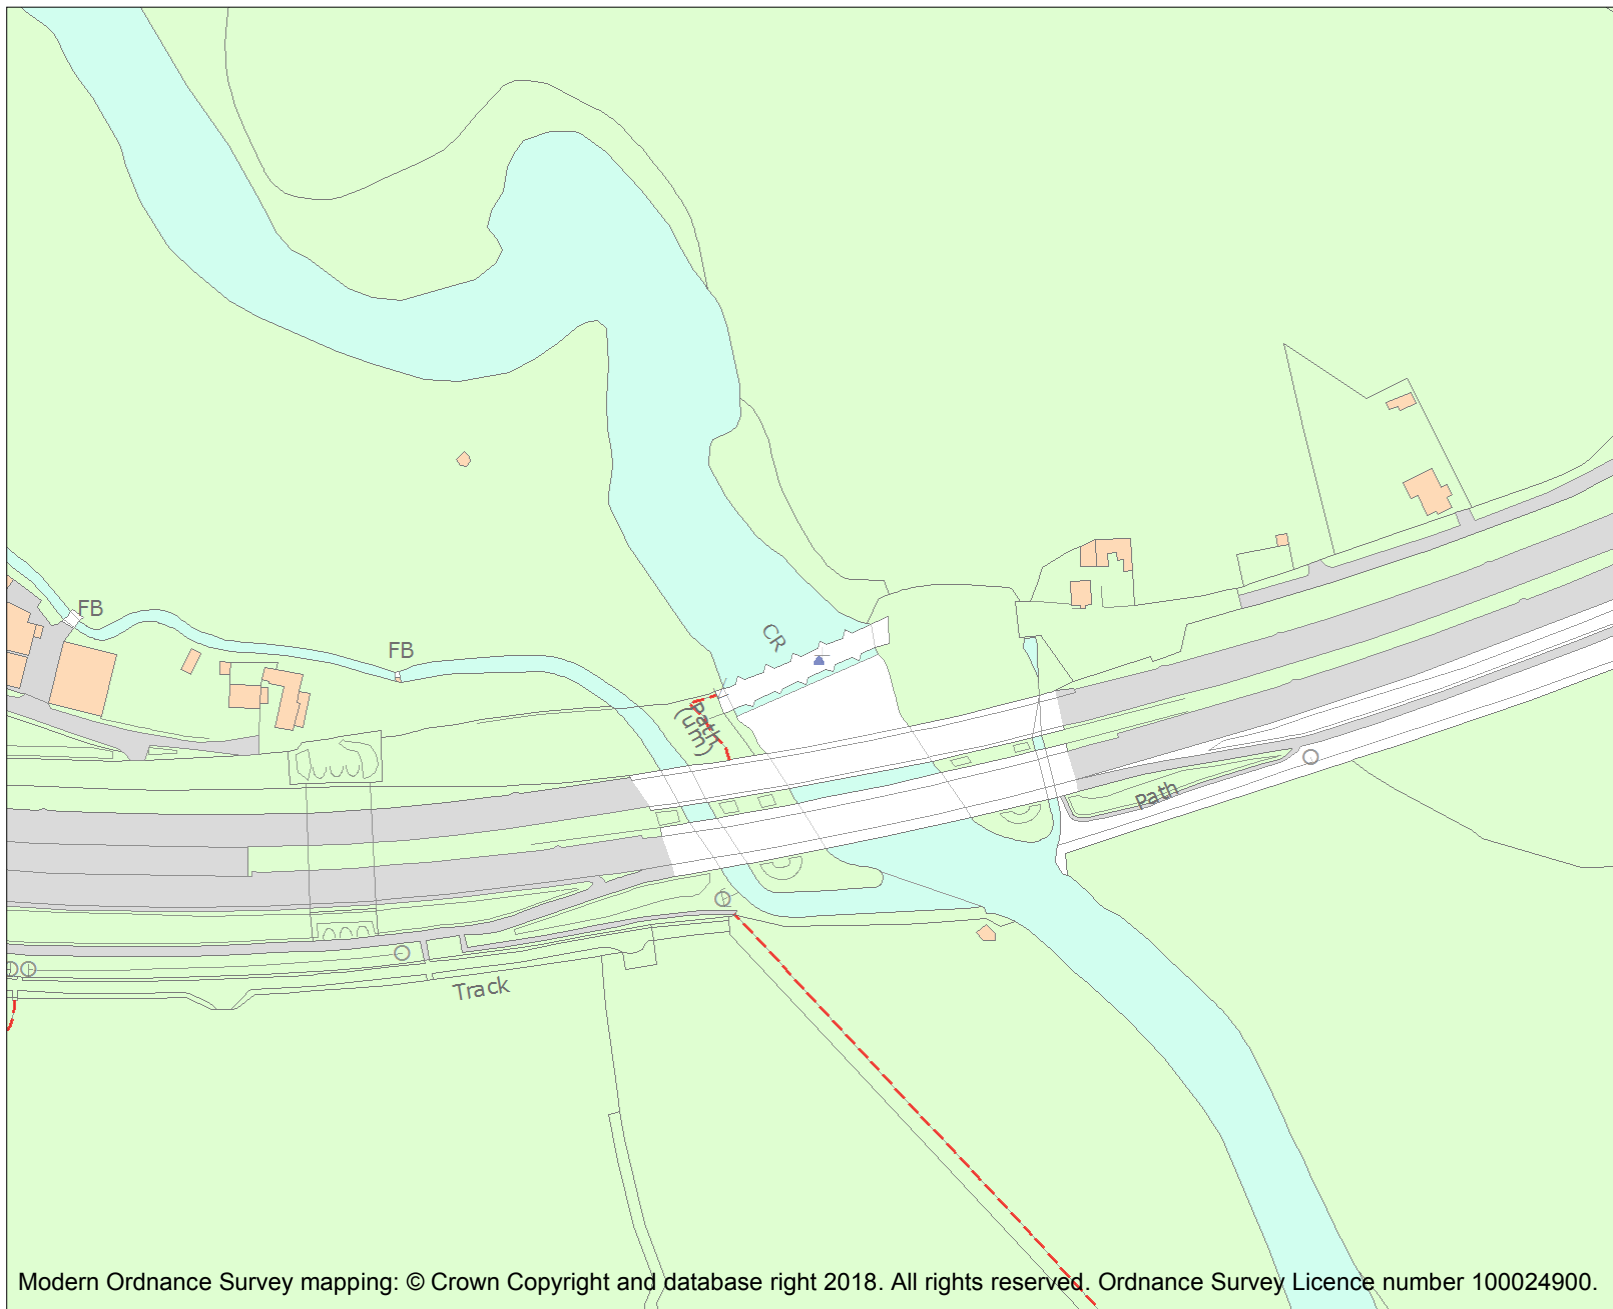 FB
FB
CR
Path
(um)
Path
Track
Modern Ordnance Survey mapping: © Crown Copyright and database right 2018. All rights reserved. Ordnance Survey Licence number 100024900.